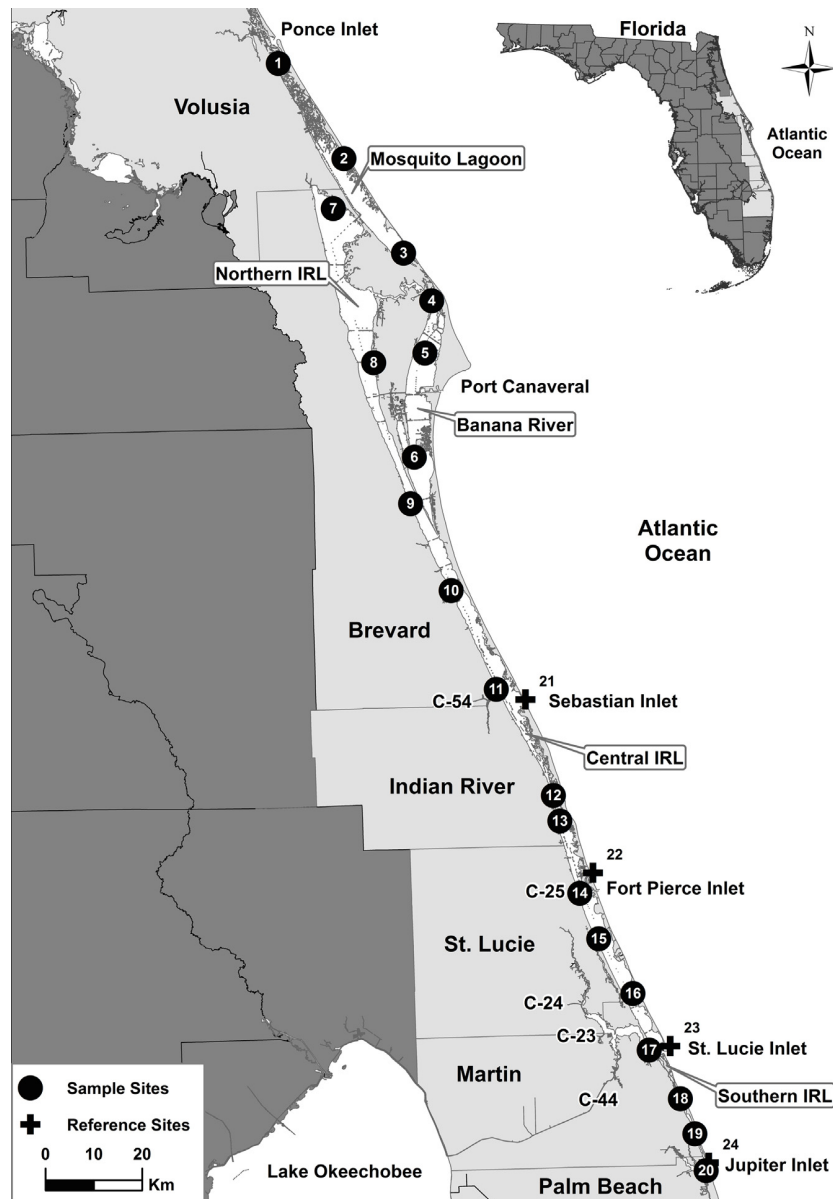 Ponce Inlet
Florida
N
1
Volusia
Atlantic
Ocean
2
Mosquito Lagoon
7
3
Northern IRL
4
5
8
Port Canaveral
Banana River
6
9
Atlantic
Ocean
10
Brevard
11
21
C-54
Sebastian Inlet
Central IRL
Indian River
12
13
22
C-25
14
Fort Pierce Inlet
St. Lucie
15
16
C-24
23
C-23
17
St. Lucie Inlet
Martin
Southern IRL
C-44
18
Sample Sites
Reference Sites
19
24
0 10 20
Km
20
Jupiter Inlet
Lake Okeechobee
Palm Beach